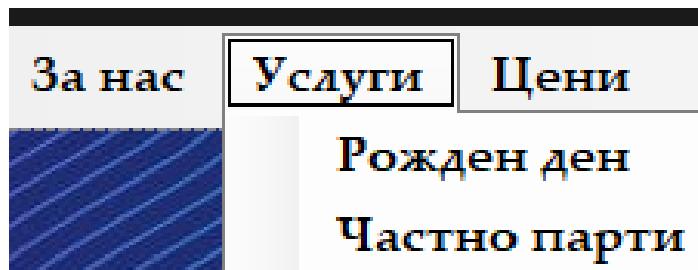 За нас Услуги Цени
Рожден ден
Частно парти